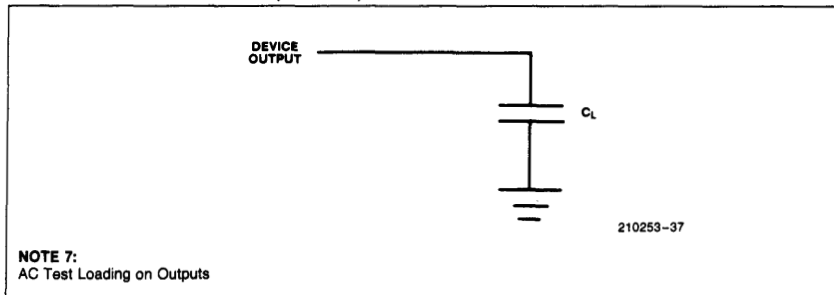 DEVICE
OUTPUT
CL
210253–37
NOTE 7:
AC Test Loading on Outputs